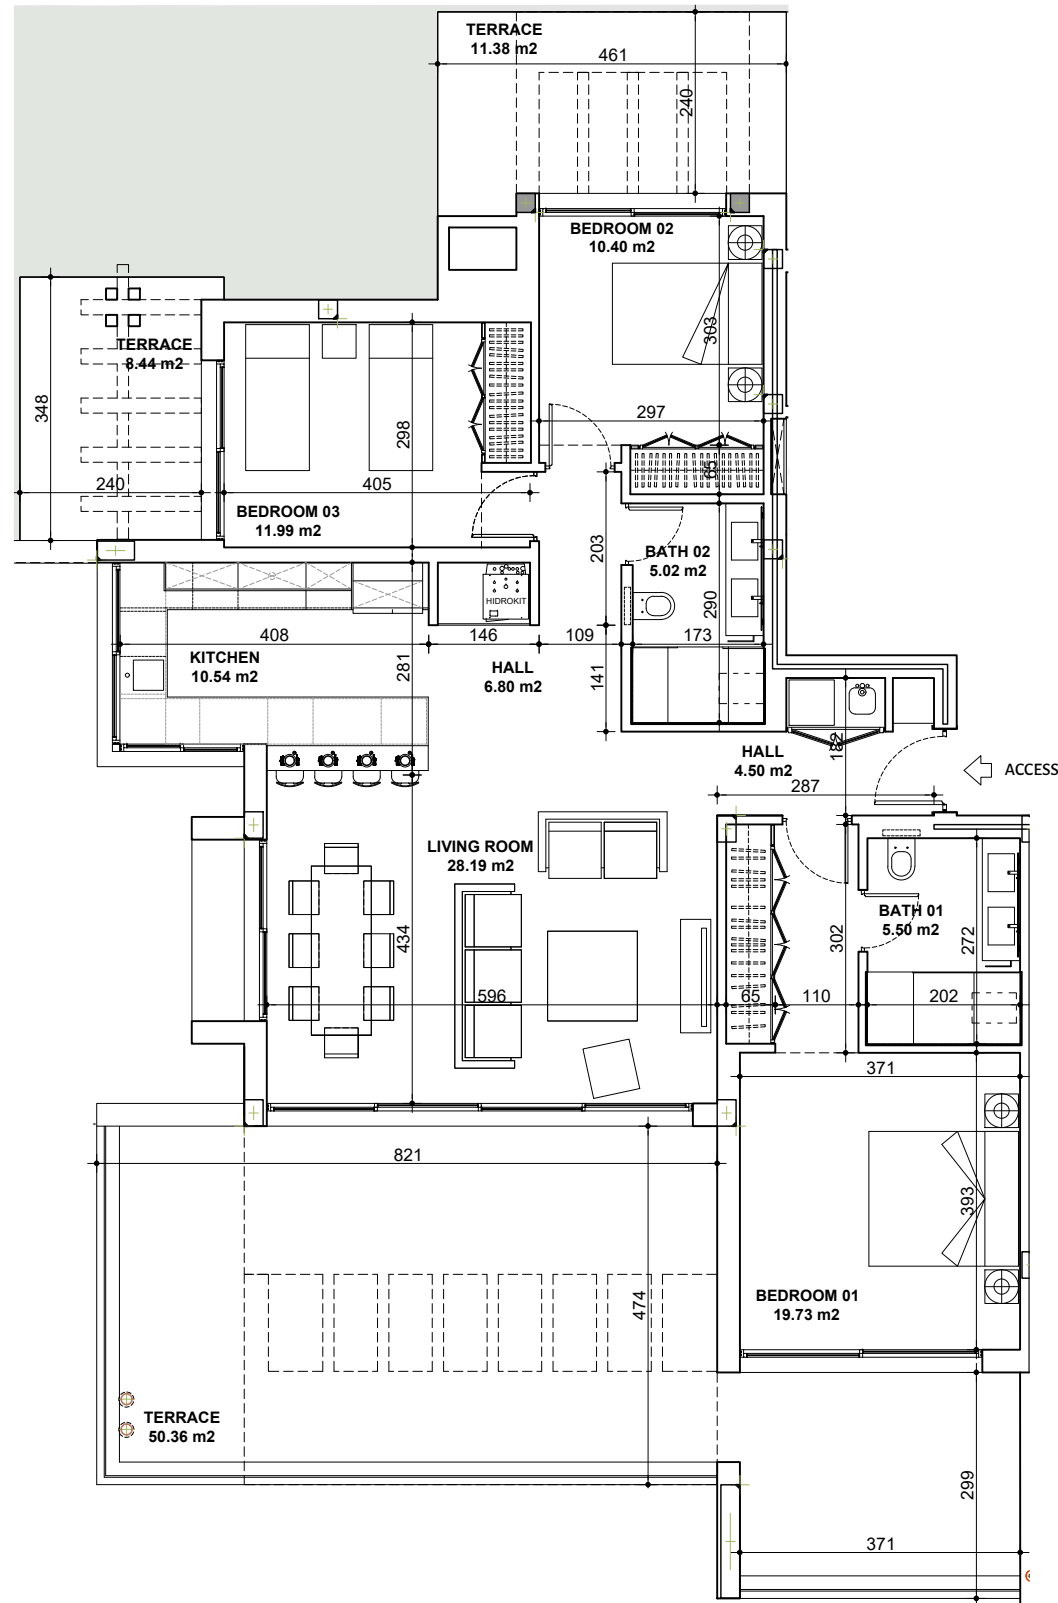 TERRACE
11.38 m2
461
240
BEDROOM 02
10.40 m2
303
TERRACE
8.44 m2
348
298
297
65
240
405
BEDROOM 03
11.99 m2
203
BATH 02
5.02 m2
290
HIDROKIT
408
146
109
173
KITCHEN
10.54 m2
281
HALL
6.80 m2
141
182
HALL
4.50 m2
287
ACCESS
LIVING ROOM
28.19 m2
434
302
BATH 01
5.50 m2
272
596
65
110
202
371
821
393
474
BEDROOM 01
19.73 m2
TERRACE
50.36 m2
299
371